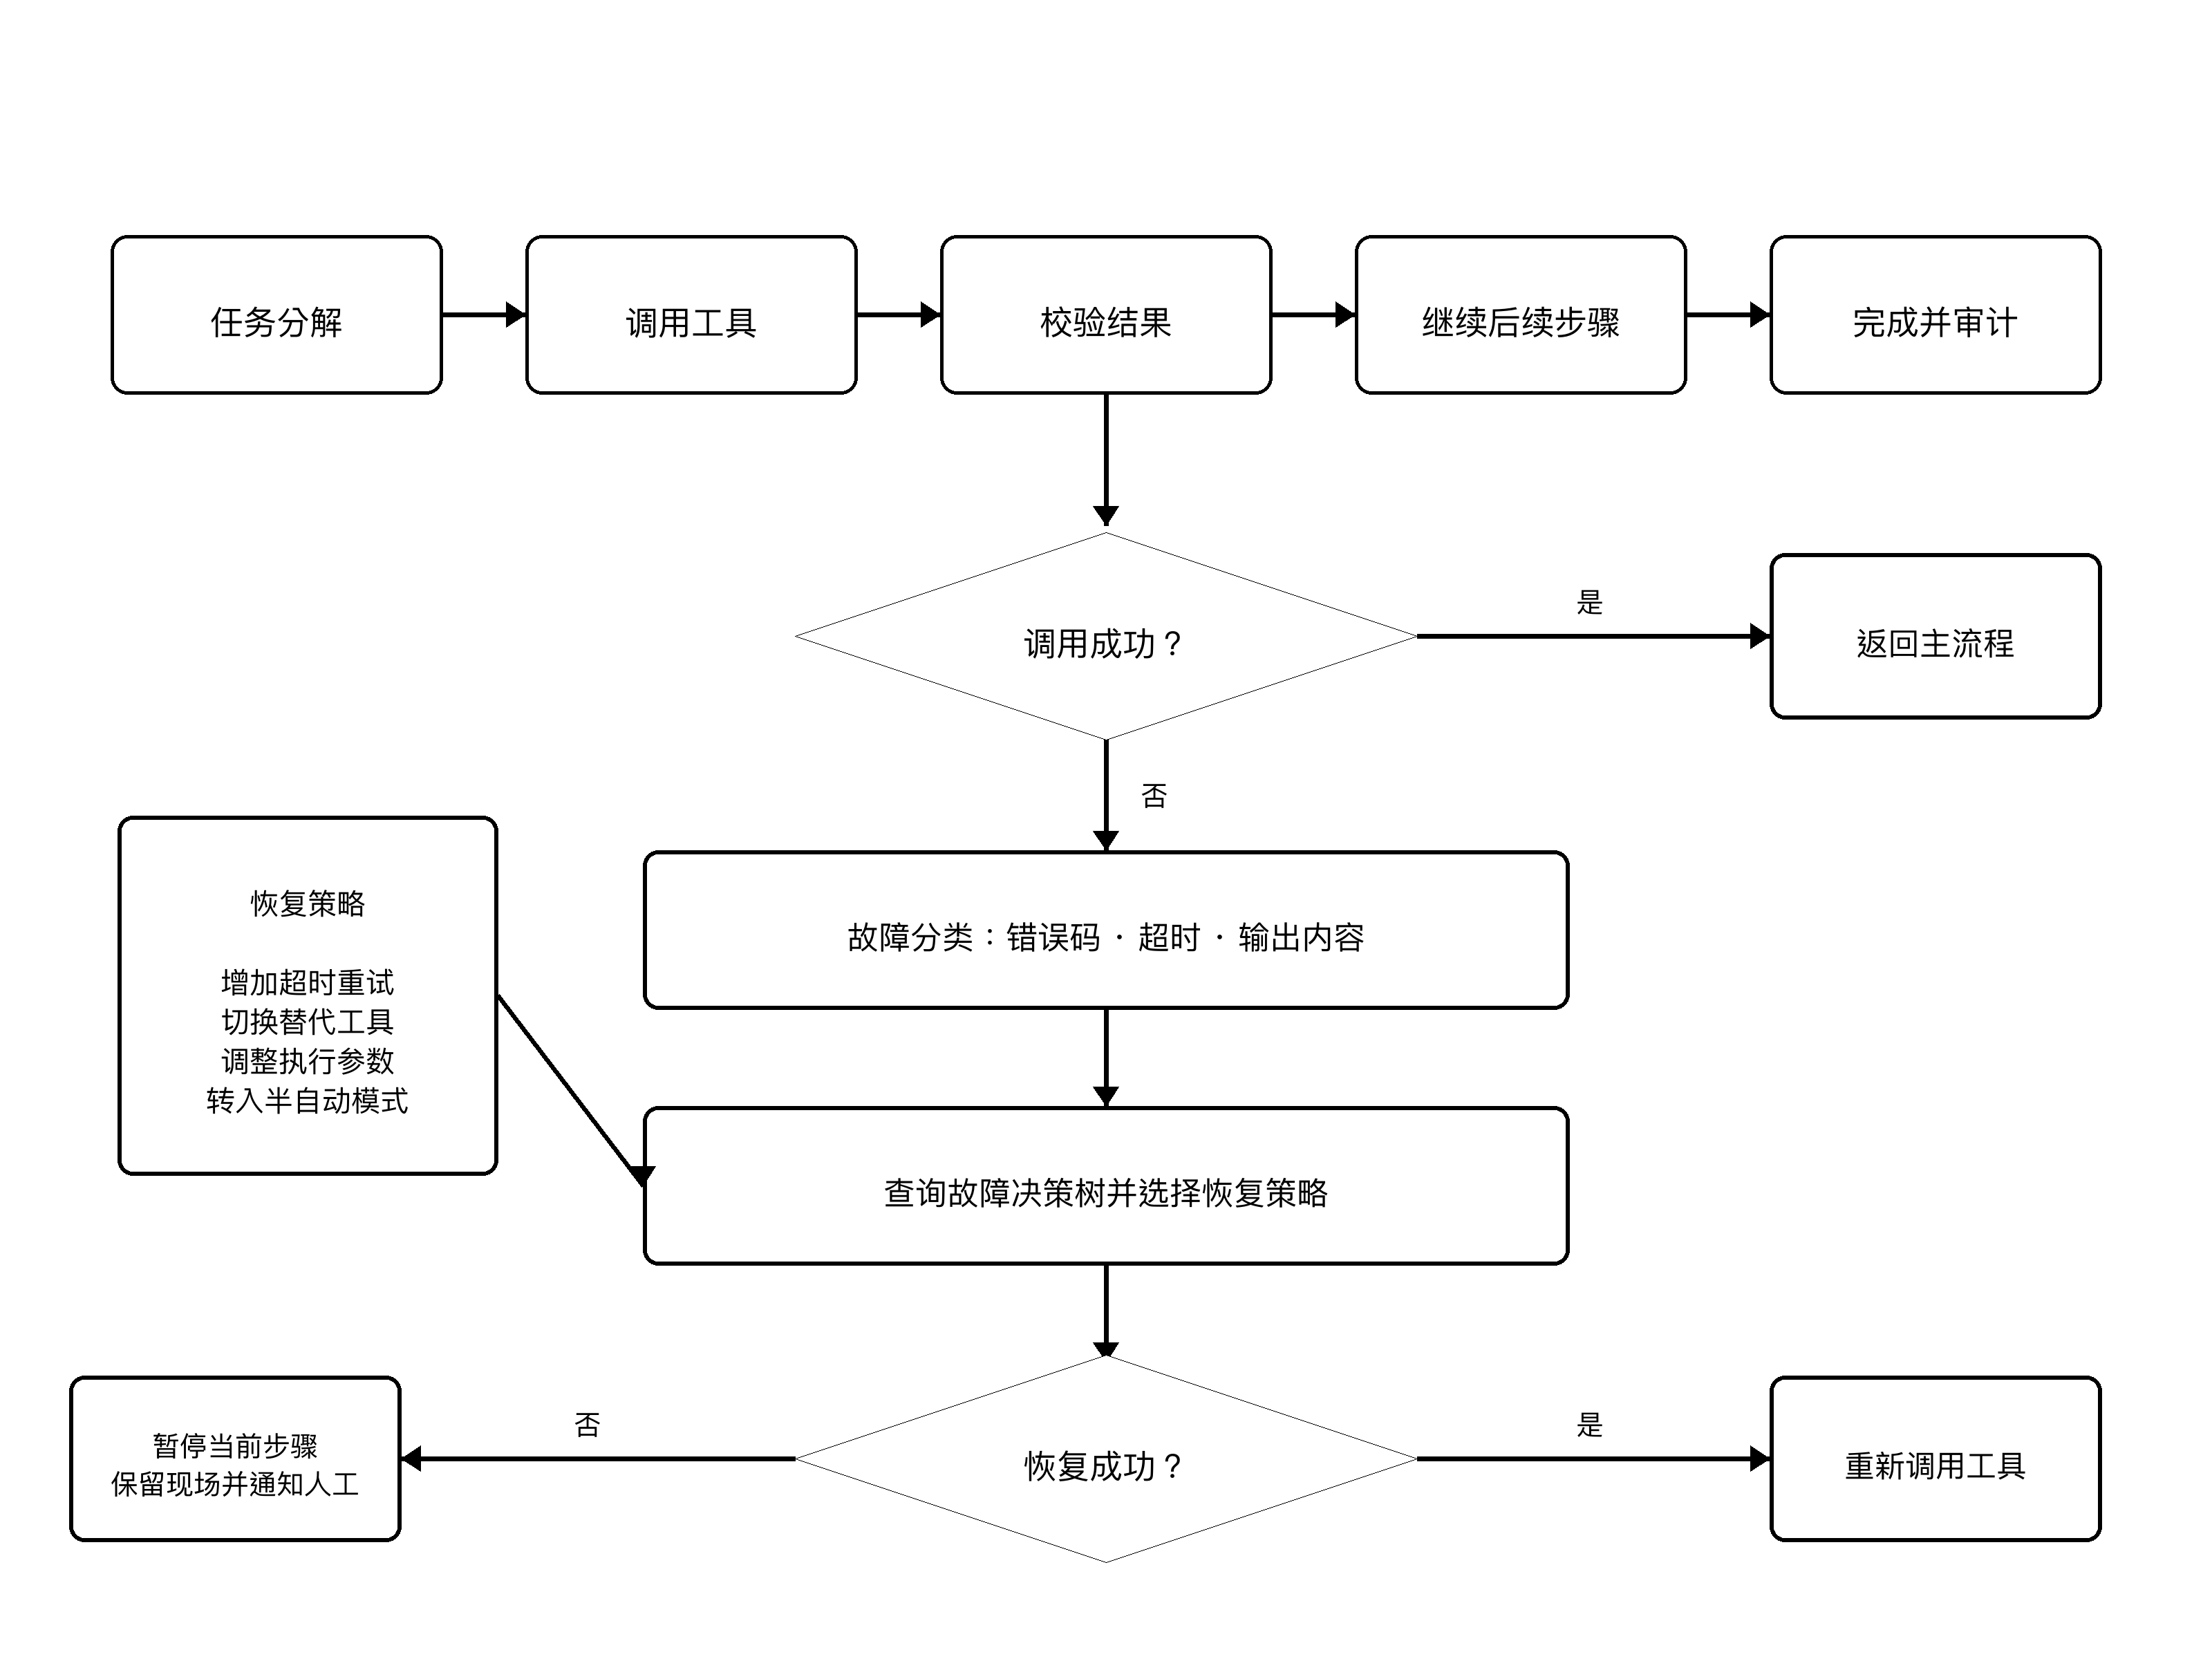 任务分解
调用工具
校验结果
继续后续步骤
完成并审计
调用成功？
是
返回主流程
否
恢复策略
增加超时重试
切换替代工具
调整执行参数
转入半自动模式
故障分类：错误码 · 超时 · 输出内容
查询故障决策树并选择恢复策略
暂停当前步骤
保留现场并通知人工
否
恢复成功？
是
重新调用工具